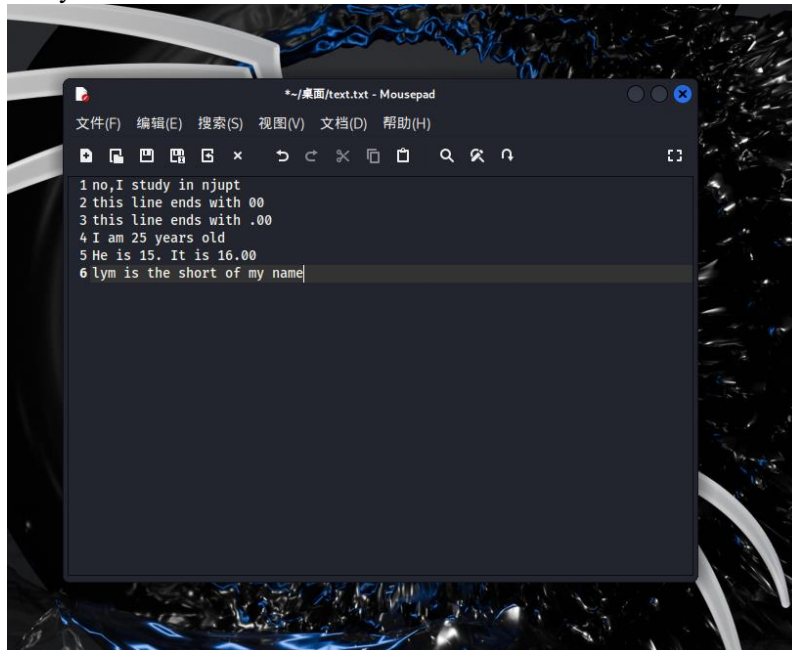 *~/桌面/text.txt - Mousepad
文件(F) 编辑(E) 搜索(S) 视图(V) 文档(D) 帮助(H)
1 no,I study in njupt
2 this line ends with 00
3 this line ends with .00
4 I am 25 years old
5 He is 15. It is 16.00
6 lym is the short of my name